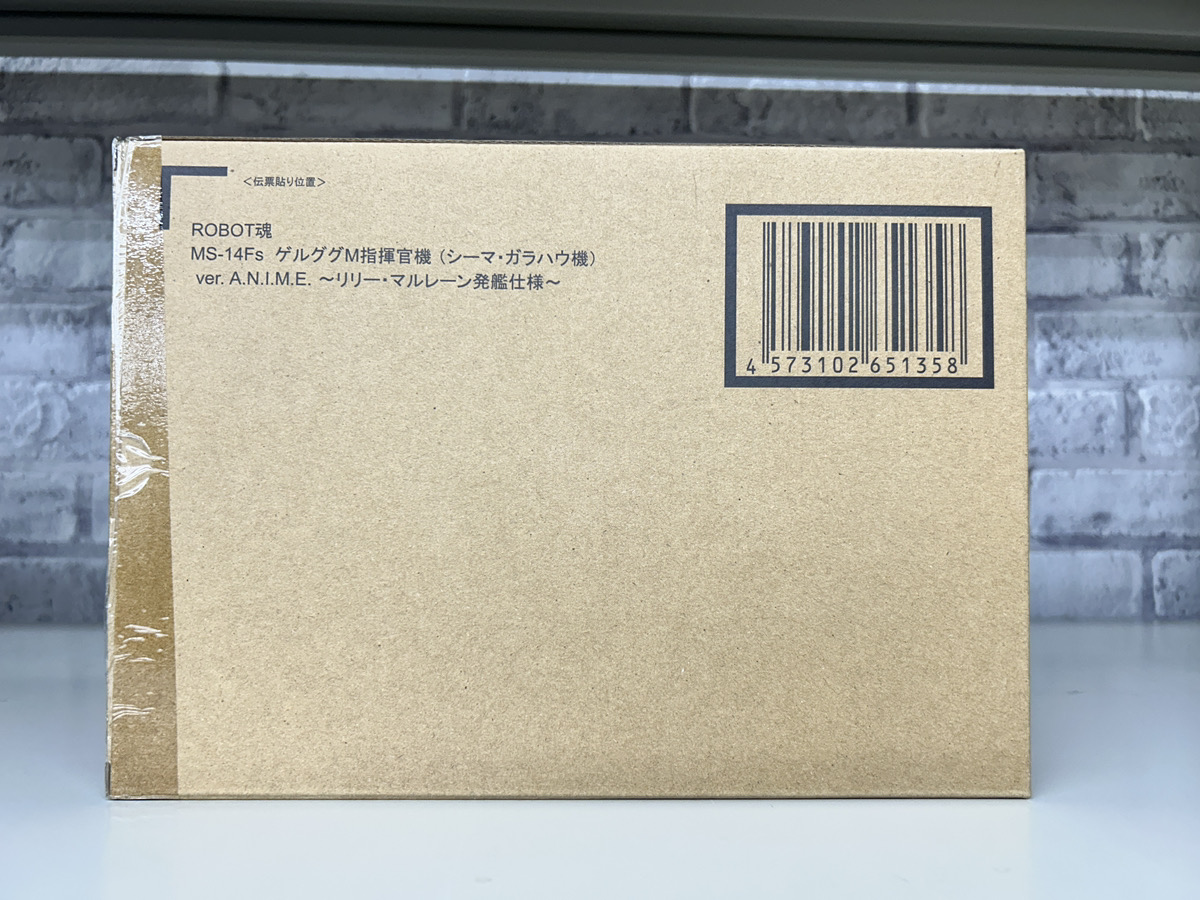 ＜伝票貼り位置＞
ROBOT魂
MS-14Fs ゲルググM指揮官機（シーマ・ガラハウ機）
ver. A.N.I.M.E. ～リリー・マルレーン発艦仕様～
4 573102 651358